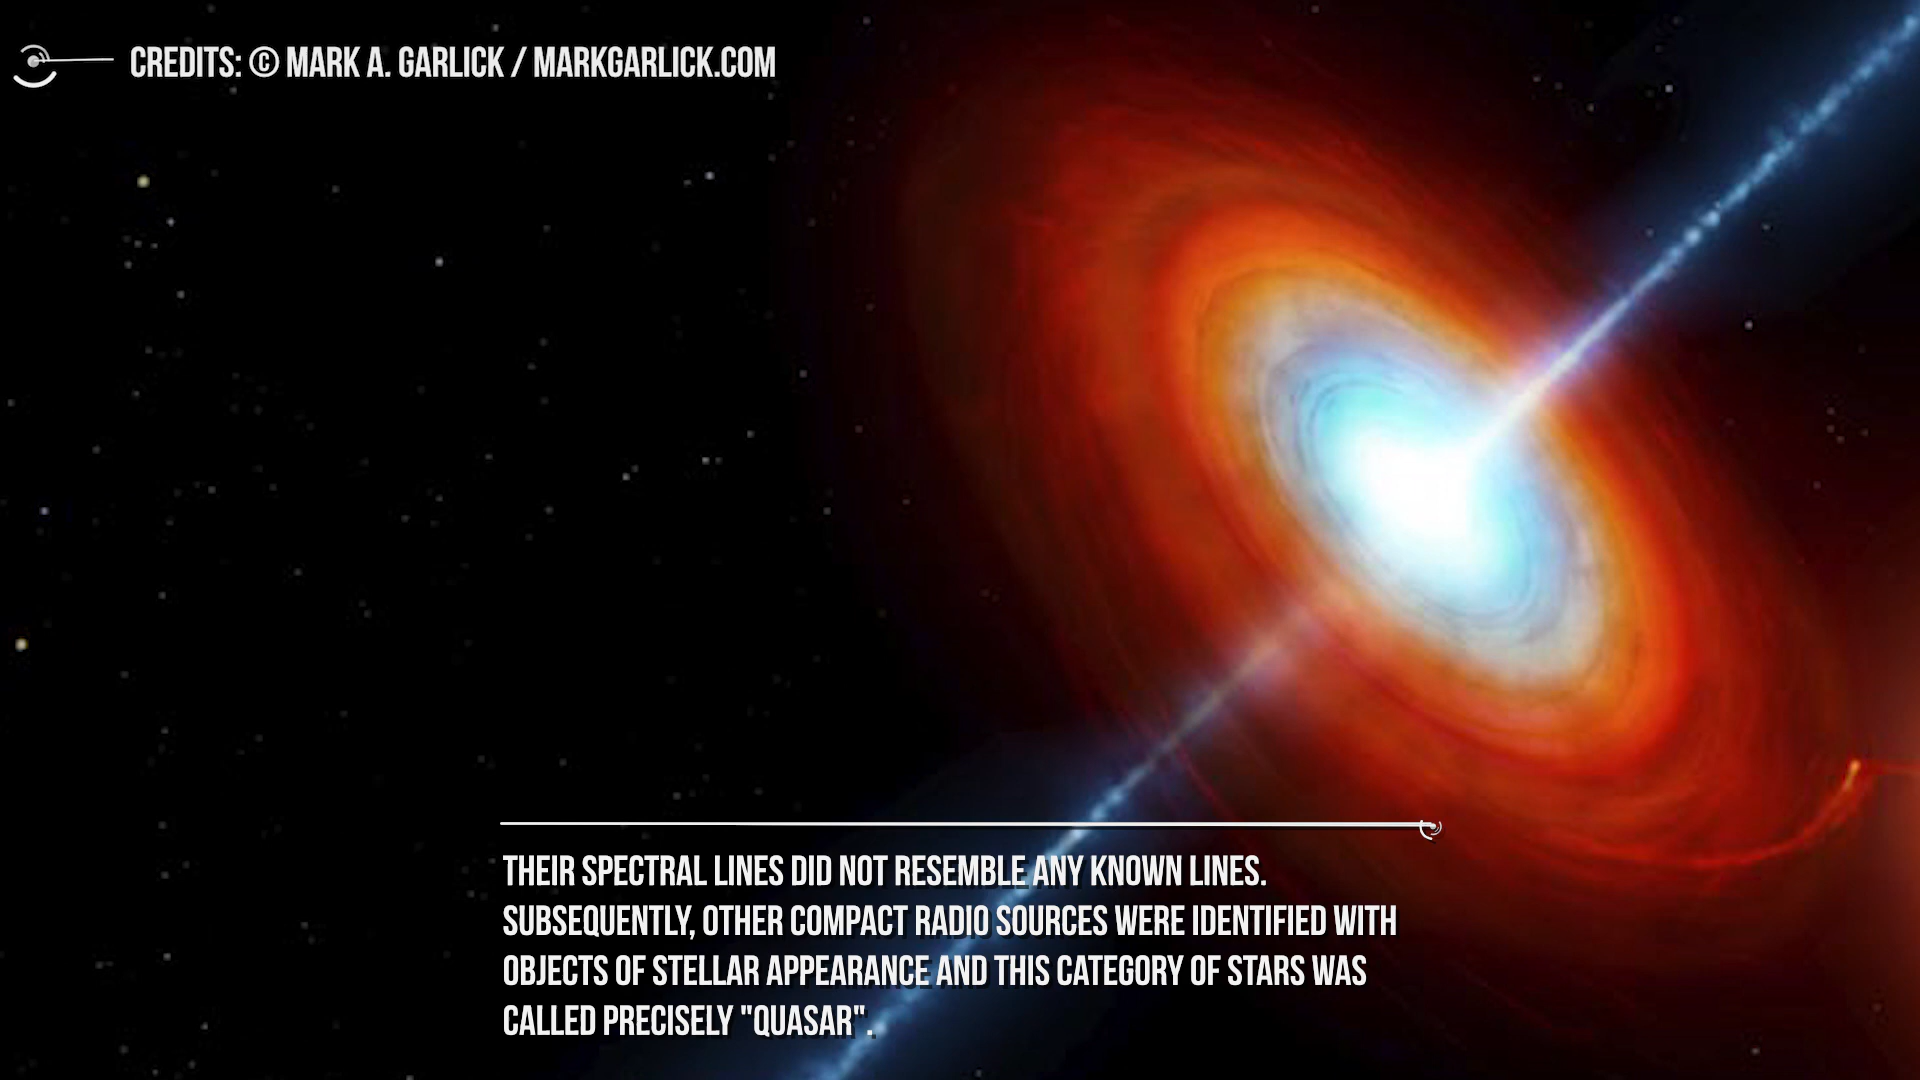 CREDITS: © MARK A. GARLICK / MARKGARLICK.COM
THEIR SPECTRAL LINES DID NOT RESEMBLE ANY KNOWN LINES.
SUBSEQUENTLY, OTHER COMPACT RADIO SOURCES WERE IDENTIFIED WITH
OBJECTS OF STELLAR APPEARANCE AND THIS CATEGORY OF STARS WAS
CALLED PRECISELY "QUASAR".